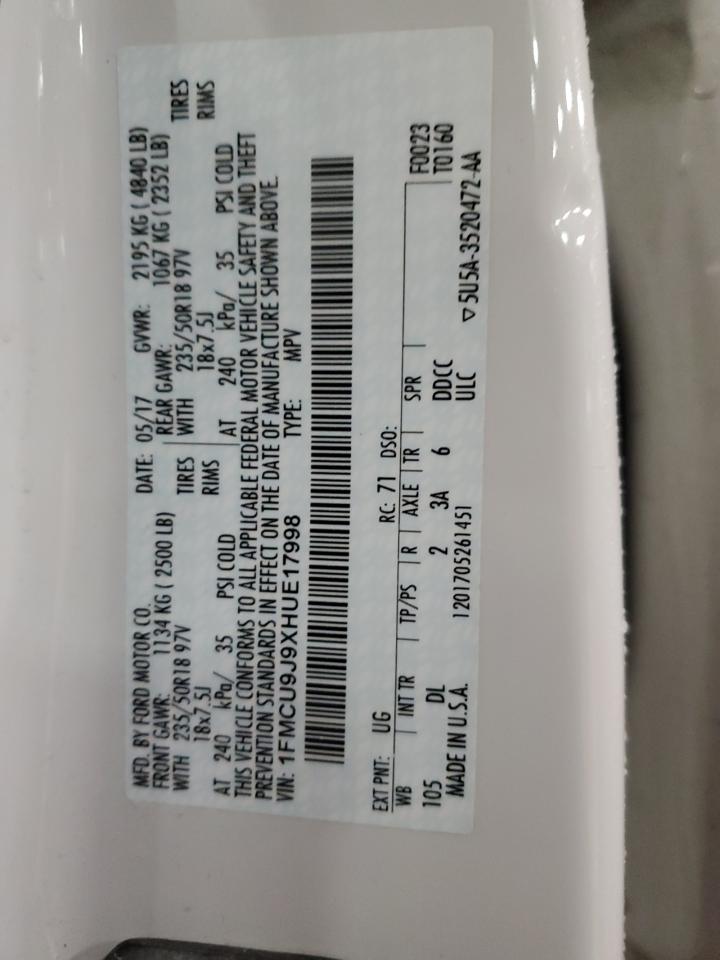 MFD. BY FORD MOTOR CO. DATE: 05/17 GVWR: 2195 KG ( 4840 LB)
FRONT GAWR: 1134 KG ( 2500 LB) REAR GAWR: 1067 KG ( 2352 LB)
WITH 235/50R18 97V TIRES WITH 235/50R18 97V TIRES
18x7.5J RIMS 18x7.5J RIMS
AT 240 kPa/ 35 PSI COLD AT 240 kPa/ 35 PSI COLD
THIS VEHICLE CONFORMS TO ALL APPLICABLE FEDERAL MOTOR VEHICLE SAFETY AND THEFT
PREVENTION STANDARDS IN EFFECT ON THE DATE OF MANUFACTURE SHOWN ABOVE.
VIN: 1FMCU9J9XHUE17998 TYPE: MPV
EXT PNT: UG RC: 71 DSO:
WB INT TR TP/PS R AXLE TR SPR F0023
105 DL 2 3A 6 DDCC T0160
MADE IN U.S.A. 1201705261451 ULC ▽5U5A-3520472-AA